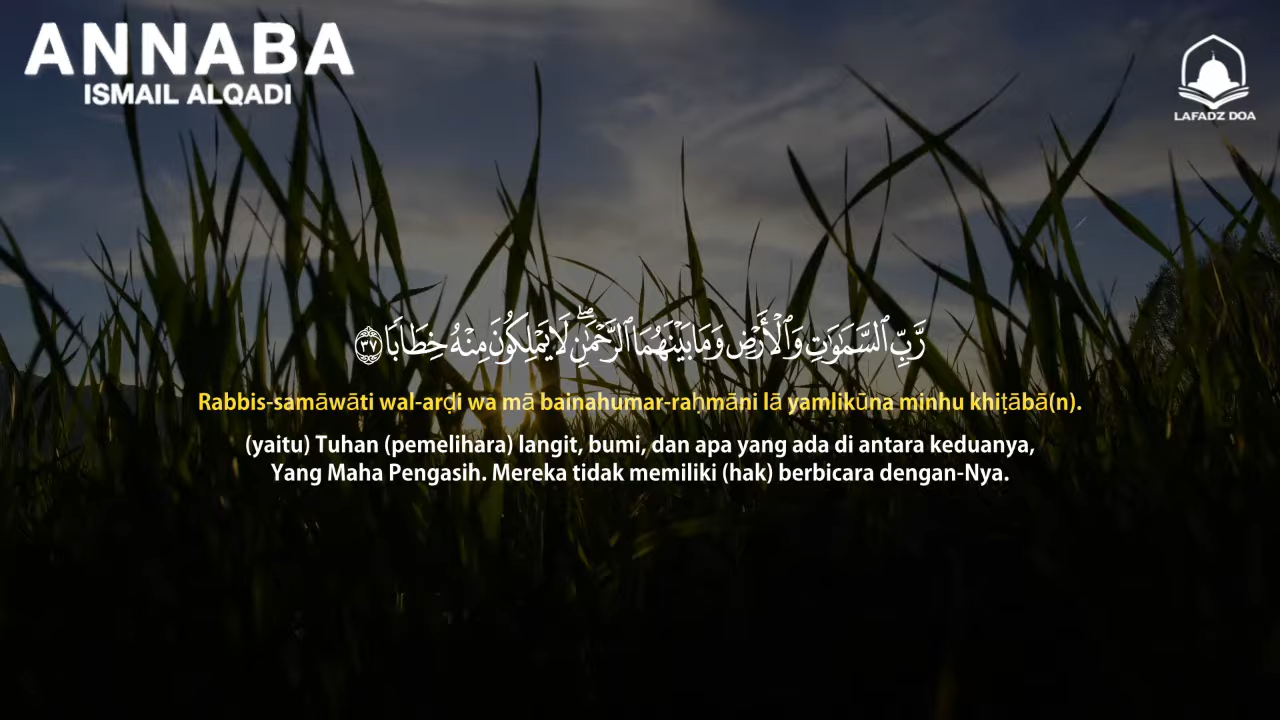 ANNABA
ISMAIL ALQADI
LAFADZ DOA
رَّبِّ ٱلسَّمَـٰوَٰتِ وَٱلْأَرْضِ وَمَا بَيْنَهُمَا ٱلرَّحْمَـٰنِ ۖ لَا يَمْلِكُونَ مِنْهُ خِطَابًا ٣٧
Rabbis-samāwāti wal-arḍi wa mā bainahumar-raḥmāni lā yamlikūna minhu khiṭābā(n).
(yaitu) Tuhan (pemelihara) langit, bumi, dan apa yang ada di antara keduanya,
Yang Maha Pengasih. Mereka tidak memiliki (hak) berbicara dengan-Nya.